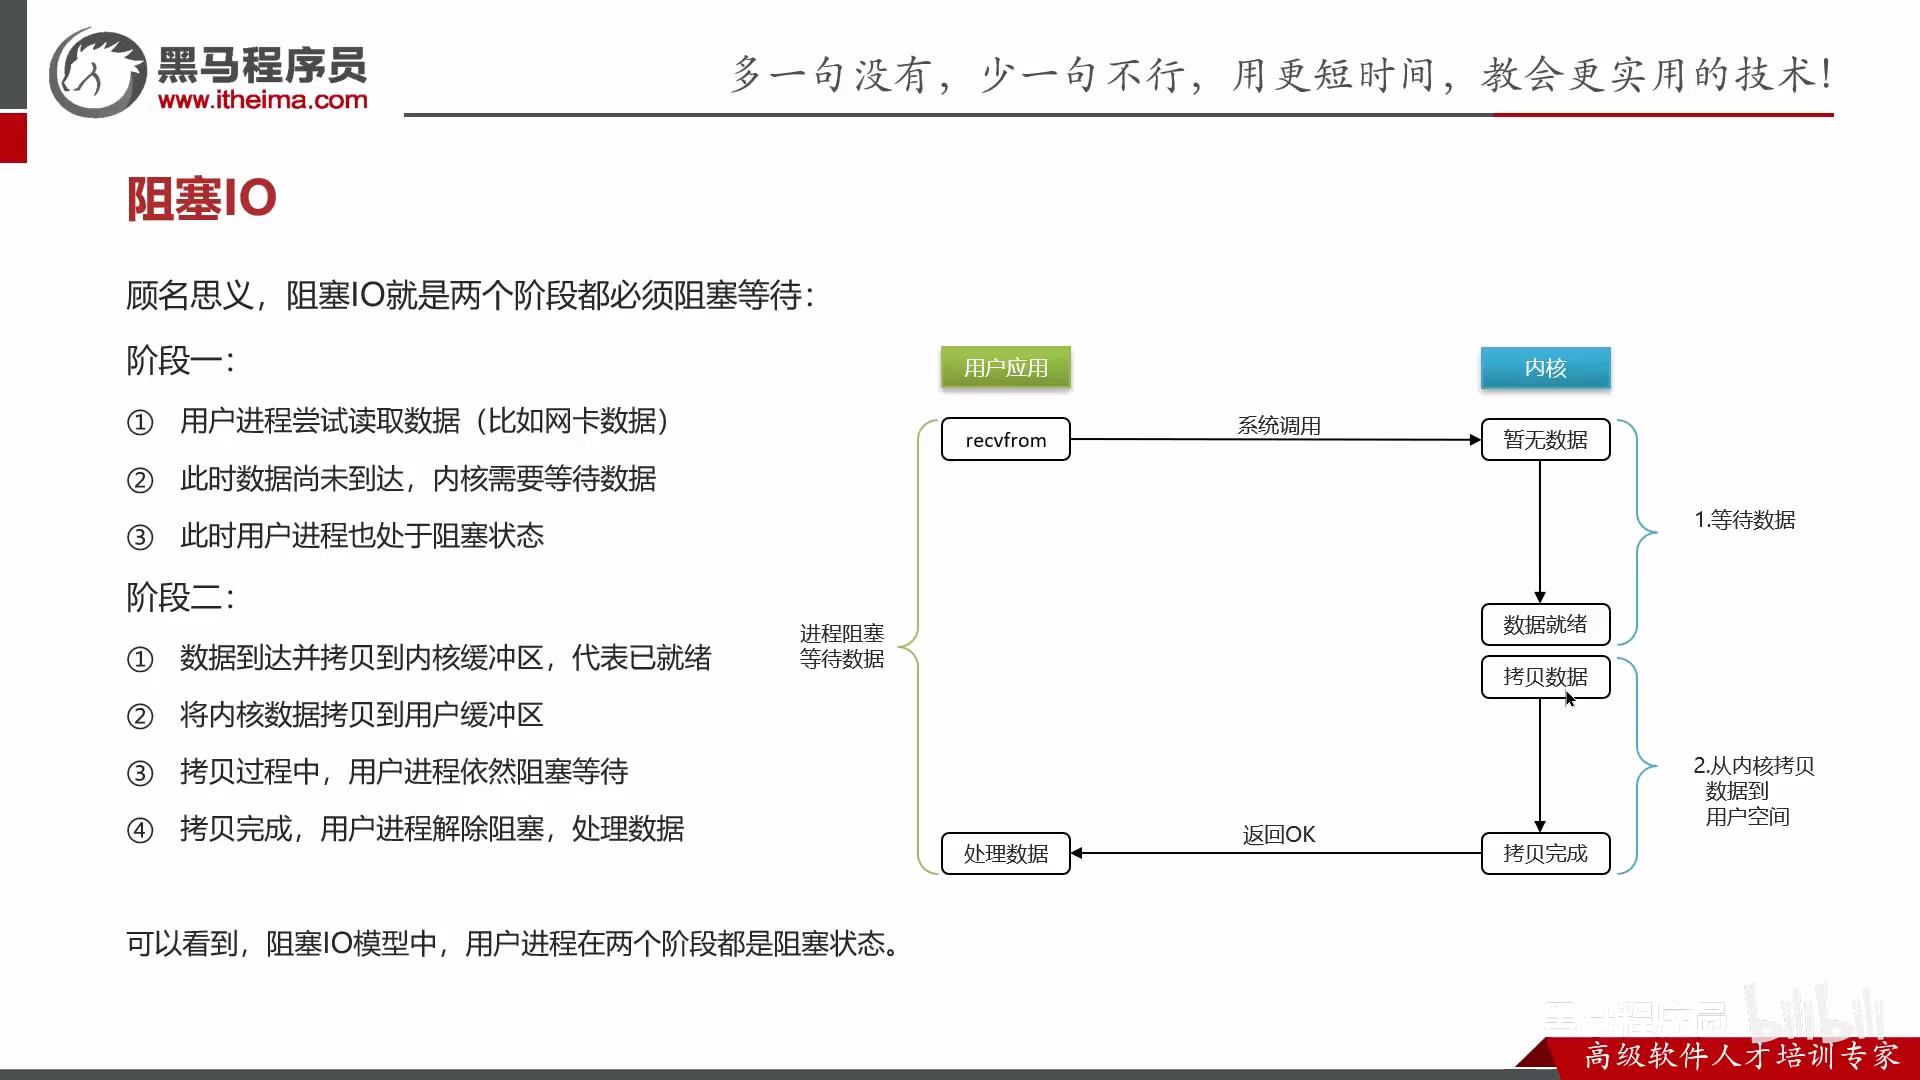 黑马程序员
www.itheima.com
多一句没有，少一句不行，用更短时间，教会更实用的技术！
阻塞IO
顾名思义，阻塞IO就是两个阶段都必须阻塞等待：
阶段一：
① 用户进程尝试读取数据（比如网卡数据）
② 此时数据尚未到达，内核需要等待数据
③ 此时用户进程也处于阻塞状态
阶段二：
① 数据到达并拷贝到内核缓冲区，代表已就绪
② 将内核数据拷贝到用户缓冲区
③ 拷贝过程中，用户进程依然阻塞等待
④ 拷贝完成，用户进程解除阻塞，处理数据
可以看到，阻塞IO模型中，用户进程在两个阶段都是阻塞状态。
用户应用
内核
recvfrom
系统调用
暂无数据
1.等待数据
数据就绪
进程阻塞
等待数据
拷贝数据
2.从内核拷贝
数据到
用户空间
处理数据
返回OK
拷贝完成
黑马程序员 bilibili
高级软件人才培训专家